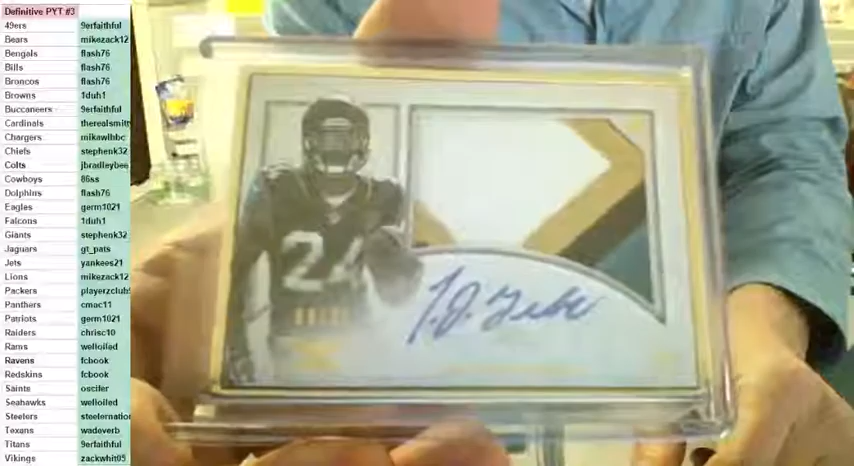 Definitive PYT #3
49ers 9erfaithful
Bears mikezack12
Bengals flash76
Bills flash76
Broncos flash76
Browns 1duh1
Buccaneers 9erfaithful
Cardinals therealsmitt
Chargers mikawlhbc
Chiefs stephenk32
Colts jbradleybee
Cowboys 86ss
Dolphins flash76
Eagles germ1021
Falcons 1duh1
Giants stephenk32
Jaguars gt_pats
Jets yankees21
Lions mikezack12
Packers playerzclub
Panthers cmac11
Patriots germ1021
Raiders chrisc10
Rams welloiled
Ravens fcbook
Redskins fcbook
Saints oscifer
Seahawks welloiled
Steelers steelernation
Texans wadeverb
Titans 9erfaithful
Vikings zackwhit05
24
T.J.